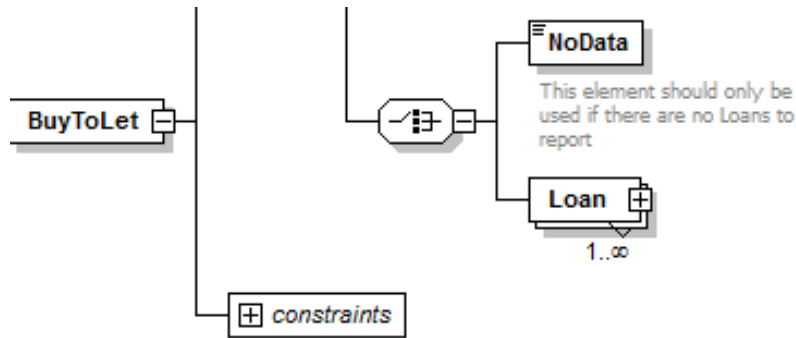 NoData
This element should only be
used if there are no Loans to
report
BuyToLet
Loan
1..∞
constraints